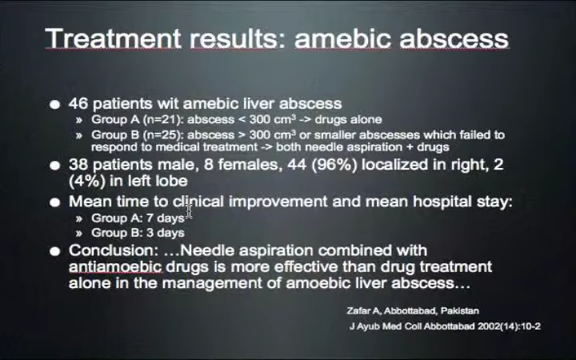 Treatment results: amebic abscess
● 46 patients wit amebic liver abscess
» Group A (n=21): abscess < 300 cm³ -> drugs alone
» Group B (n=25): abscess > 300 cm³ or smaller abscesses which failed to
respond to medical treatment -> both needle aspiration + drugs
● 38 patients male, 8 females, 44 (96%) localized in right, 2
(4%) in left lobe
● Mean time to clinical improvement and mean hospital stay:
» Group A: 7 days
» Group B: 3 days
● Conclusion: …Needle aspiration combined with
antiamoebic drugs is more effective than drug treatment
alone in the management of amoebic liver abscess…
Zafar A, Abbottabad, Pakistan
J Ayub Med Coll Abbottabad 2002(14):10-2